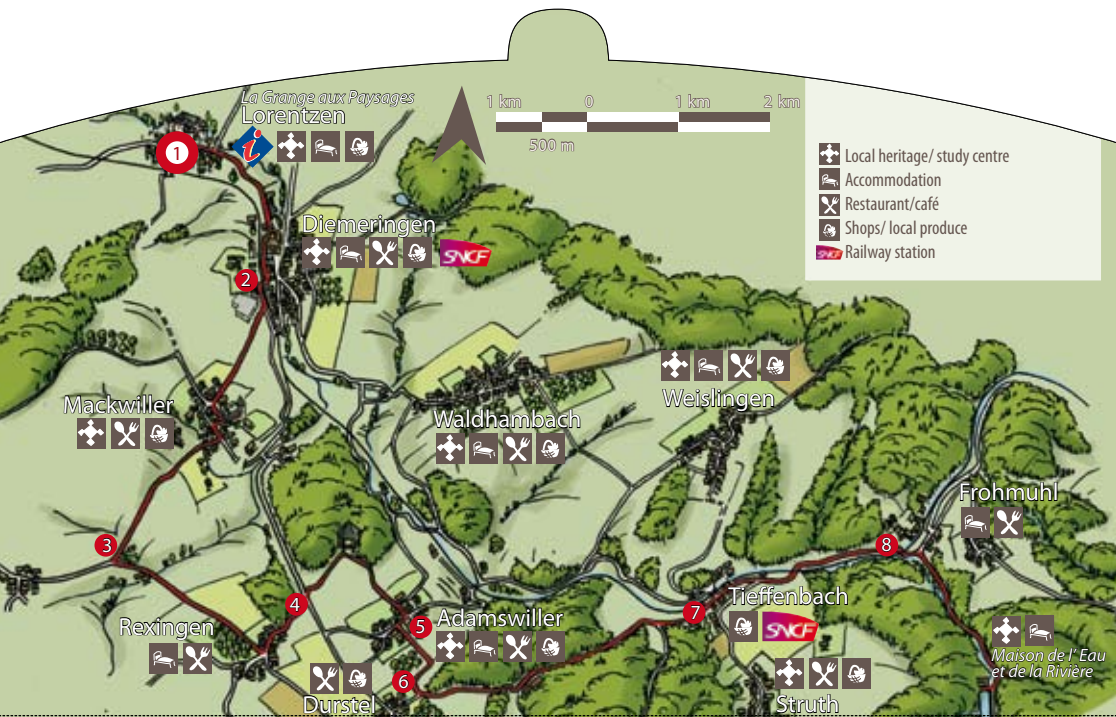 La Grange aux Paysages
Lorentzen
1 km 0 1 km 2 km
500 m
Local heritage/ study centre
Accommodation
Restaurant/café
Shops/ local produce
SNCF Railway station
1
i
Diemeringen
SNCF
2
Mackwiller
Waldhambach
Weislingen
Frohmuhl
3
8
4
7
Tieffenbach
SNCF
5
Adamswiller
Rexingen
6
Durstel
Struth
Maison de l' Eau
et de la Rivière